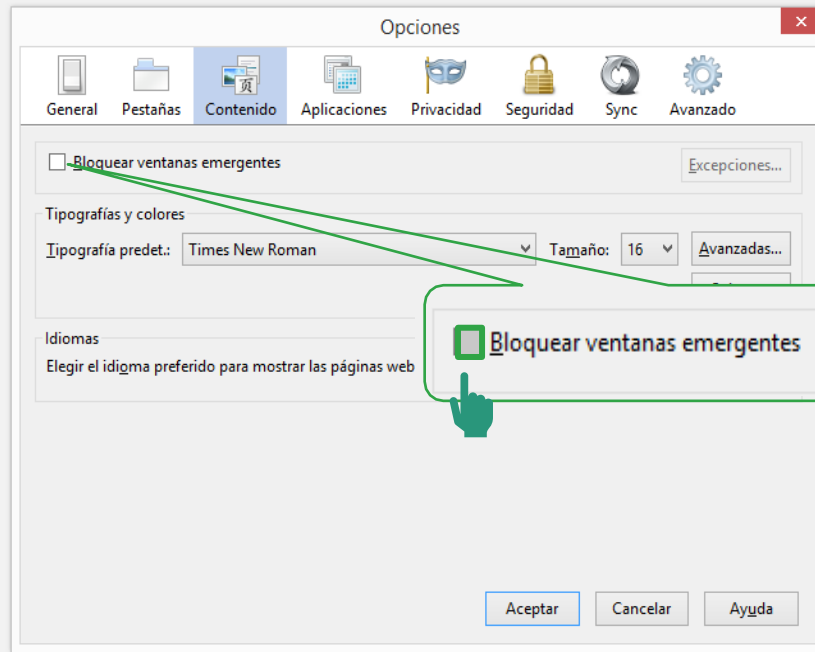 Opciones
General Pestañas Contenido Aplicaciones Privacidad Seguridad Sync Avanzado
Bloquear ventanas emergentes Excepciones...
Tipografías y colores
Tipografía predet.: Times New Roman Tamaño: 16 Avanzadas...
Idiomas
Elegir el idioma preferido para mostrar las páginas web
Bloquear ventanas emergentes
Aceptar Cancelar Ayuda